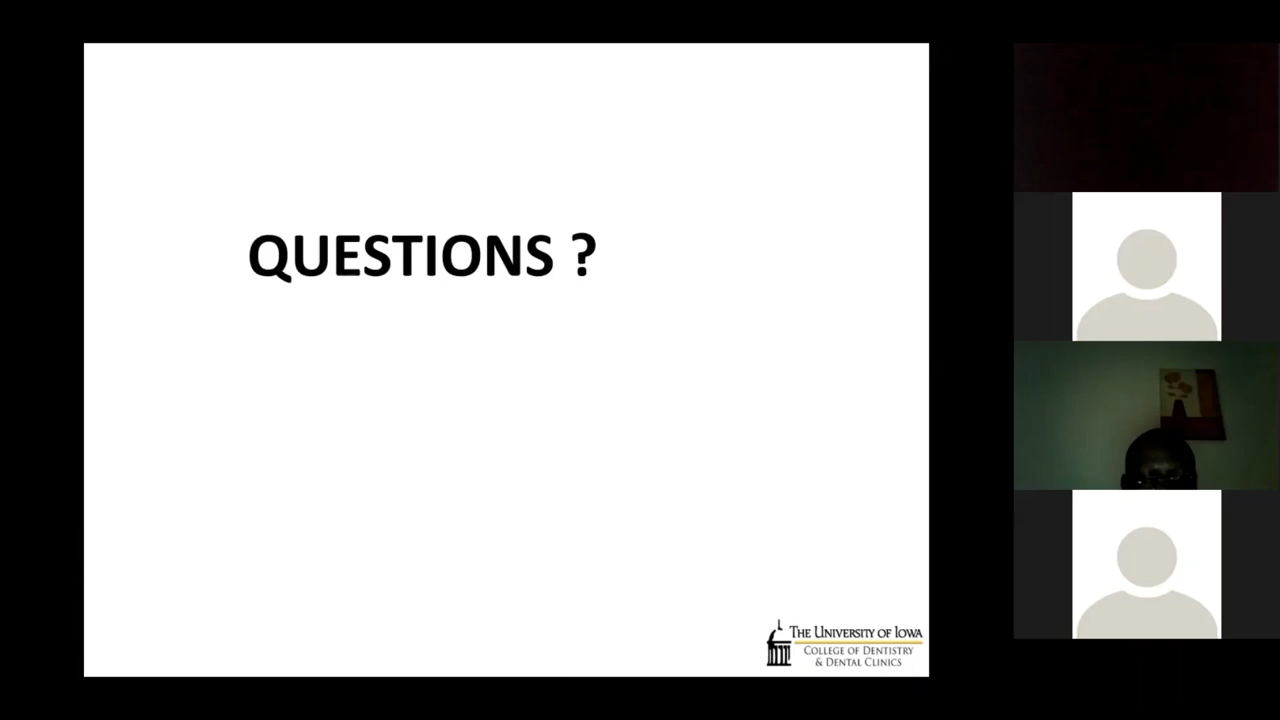 QUESTIONS ?
THE UNIVERSITY OF IOWA
COLLEGE OF DENTISTRY
& DENTAL CLINICS